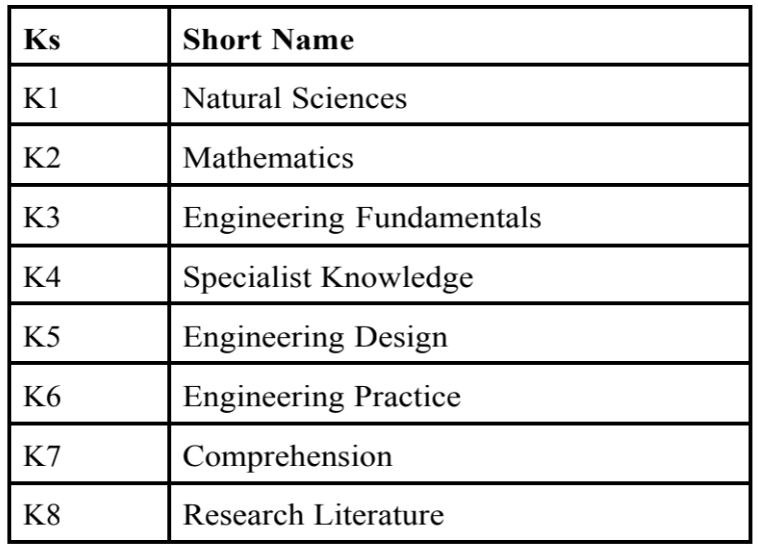 Ks Short Name
K1 Natural Sciences
K2 Mathematics
K3 Engineering Fundamentals
K4 Specialist Knowledge
K5 Engineering Design
K6 Engineering Practice
K7 Comprehension
K8 Research Literature